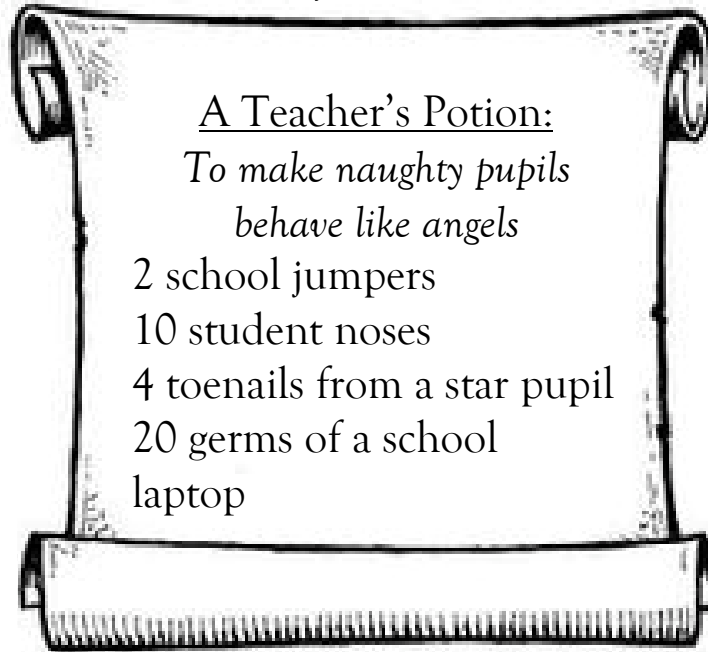 A Teacher's Potion:
To make naughty pupils
behave like angels
2 school jumpers
10 student noses
4 toenails from a star pupil
20 germs of a school
laptop